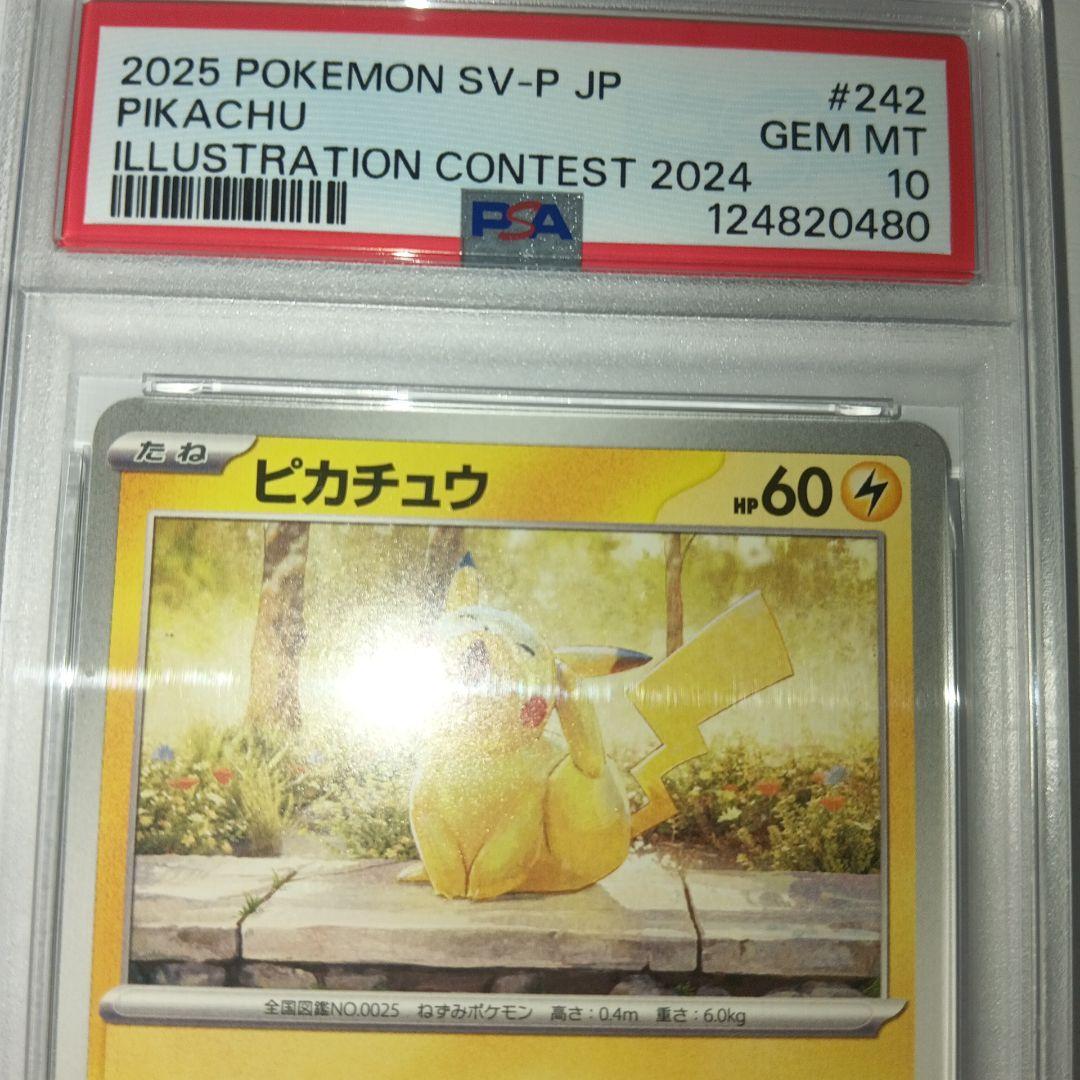 2025 POKEMON SV-P JP #242
PIKACHU GEM MT
ILLUSTRATION CONTEST 2024 10
PSA 124820480
たね ピカチュウ HP60
全国図鑑NO.0025 ねずみポケモン 高さ:0.4m 重さ:6.0kg